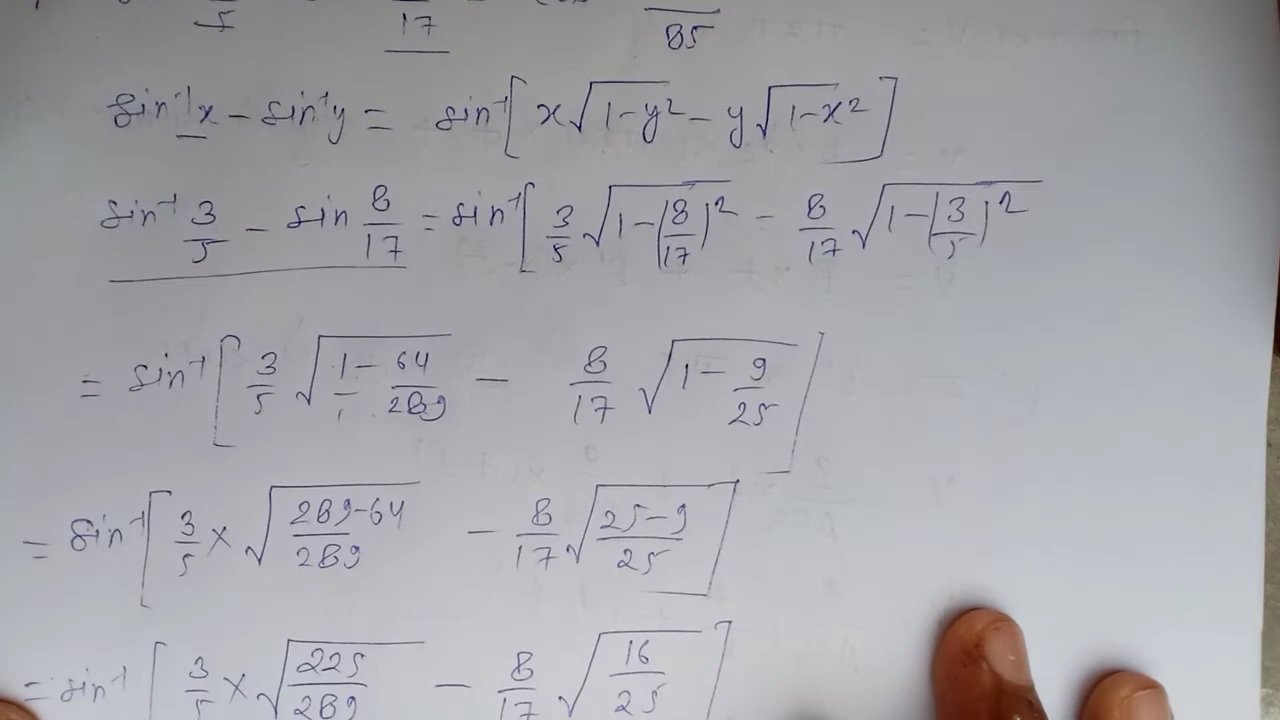 5 17 85
sin⁻¹x − sin⁻¹y = sin⁻¹[x√(1−y²) − y√(1−x²)]
sin⁻¹ 3/5 − sin 8/17 = sin⁻¹[3/5 √(1−(8/17)²) − 8/17 √(1−(3/5)²)
= sin⁻¹[3/5 √(1 − 64/289) − 8/17 √(1 − 9/25)]
= sin⁻¹[3/5 × √((289−64)/289) − 8/17 √((25−9)/25)]
= sin⁻¹[3/5 × √(225/289) − 8/17 √(16/25)]